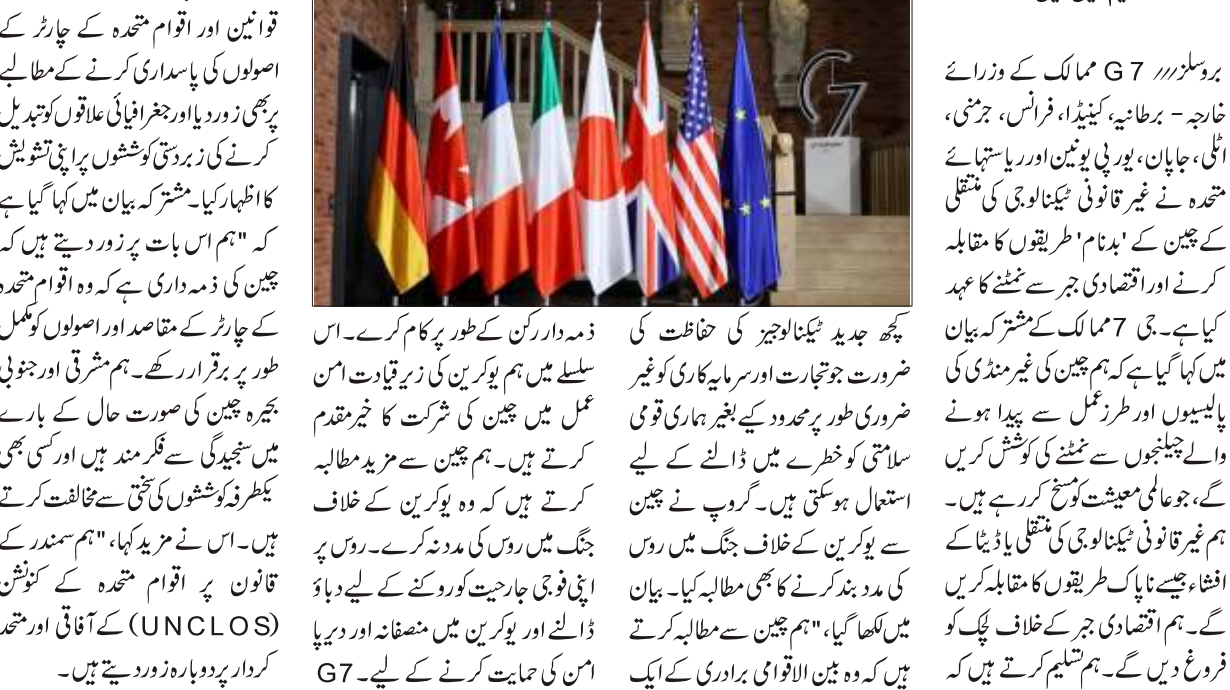 بروسلز/// G7 ممالک کے وزرائے
خارجہ - برطانیہ، کینیڈا، فرانس، جرمنی،
اٹلی، جاپان، یورپی یونین اور ریاستہائے
متحدہ نے غیر قانونی ٹیکنالوجی کی منتقلی
کے چین کے 'بدنام' طریقوں کا مقابلہ
کرنے اور اقتصادی جبر سے نمٹنے کا عہد
کیا ہے۔ جی 7 ممالک کے مشترکہ بیان
میں کہا گیا ہے کہ ہم چین کی غیر منڈی کی
پالیسیوں اور طرز عمل سے پیدا ہونے
والے چیلنجوں سے نمٹنے کی کوشش کریں
گے، جو عالمی معیشت کو مسخ کر رہے ہیں۔
ہم غیر قانونی ٹیکنالوجی کی منتقلی یا ڈیٹا کے
افشاء جیسے ناپاک طریقوں کا مقابلہ کریں
گے۔ ہم اقتصادی جبر کے خلاف لچک کو
فروغ دیں گے۔ ہم تسلیم کرتے ہیں کہ
کچھ جدید ٹیکنالوجیز کی حفاظت کی
ضرورت جو تجارت اور سرمایہ کاری کو غیر
ضروری طور پر محدود کیے بغیر ہماری قومی
سلامتی کو خطرے میں ڈالنے کے لیے
استعمال ہوسکتی ہیں۔ گروپ نے چین
سے یوکرین کے خلاف جنگ میں روس
کی مدد بند کرنے کا بھی مطالبہ کیا۔ بیان
میں لکھا گیا، "ہم چین سے مطالبہ کرتے
ہیں کہ وہ بین الاقوامی برادری کے ایک
ذمہ دار رکن کے طور پر کام کرے۔ اس
سلسلے میں ہم یوکرین کی زیر قیادت امن
عمل میں چین کی شرکت کا خیر مقدم
کرتے ہیں۔ ہم چین سے مزید مطالبہ
کرتے ہیں کہ وہ یوکرین کے خلاف
جنگ میں روس کی مدد نہ کرے۔ روس پر
اپنی فوجی جارحیت کو روکنے کے لیے دباؤ
ڈالنے اور یوکرین میں منصفانہ اور دیرپا
امن کی حمایت کرنے کے لیے۔ G7
قوانین اور اقوام متحدہ کے چارٹر کے
اصولوں کی پاسداری کرنے کے مطالبے
پر بھی زور دیا اور جغرافیائی علاقوں کو تبدیل
کرنے کی زبردستی کوششوں پر اپنی تشویش
کا اظہار کیا۔ مشترکہ بیان میں کہا گیا ہے
کہ "ہم اس بات پر زور دیتے ہیں کہ
چین کی ذمہ داری ہے کہ وہ اقوام متحدہ
کے چارٹر کے مقاصد اور اصولوں کو مکمل
طور پر برقرار رکھے۔ ہم مشرقی اور جنوبی
بحیرہ چین کی صورت حال کے بارے
میں سنجیدگی سے فکر مند ہیں اور کسی بھی
یکطرفہ کوششوں کی سختی سے مخالفت کرتے
ہیں۔ اس نے مزید کہا، "ہم سمندر کے
قانون پر اقوام متحدہ کے کنونشن
(UNCLOS) کے آفاقی اور متحد
کردار پر دوبارہ زور دیتے ہیں۔
G7